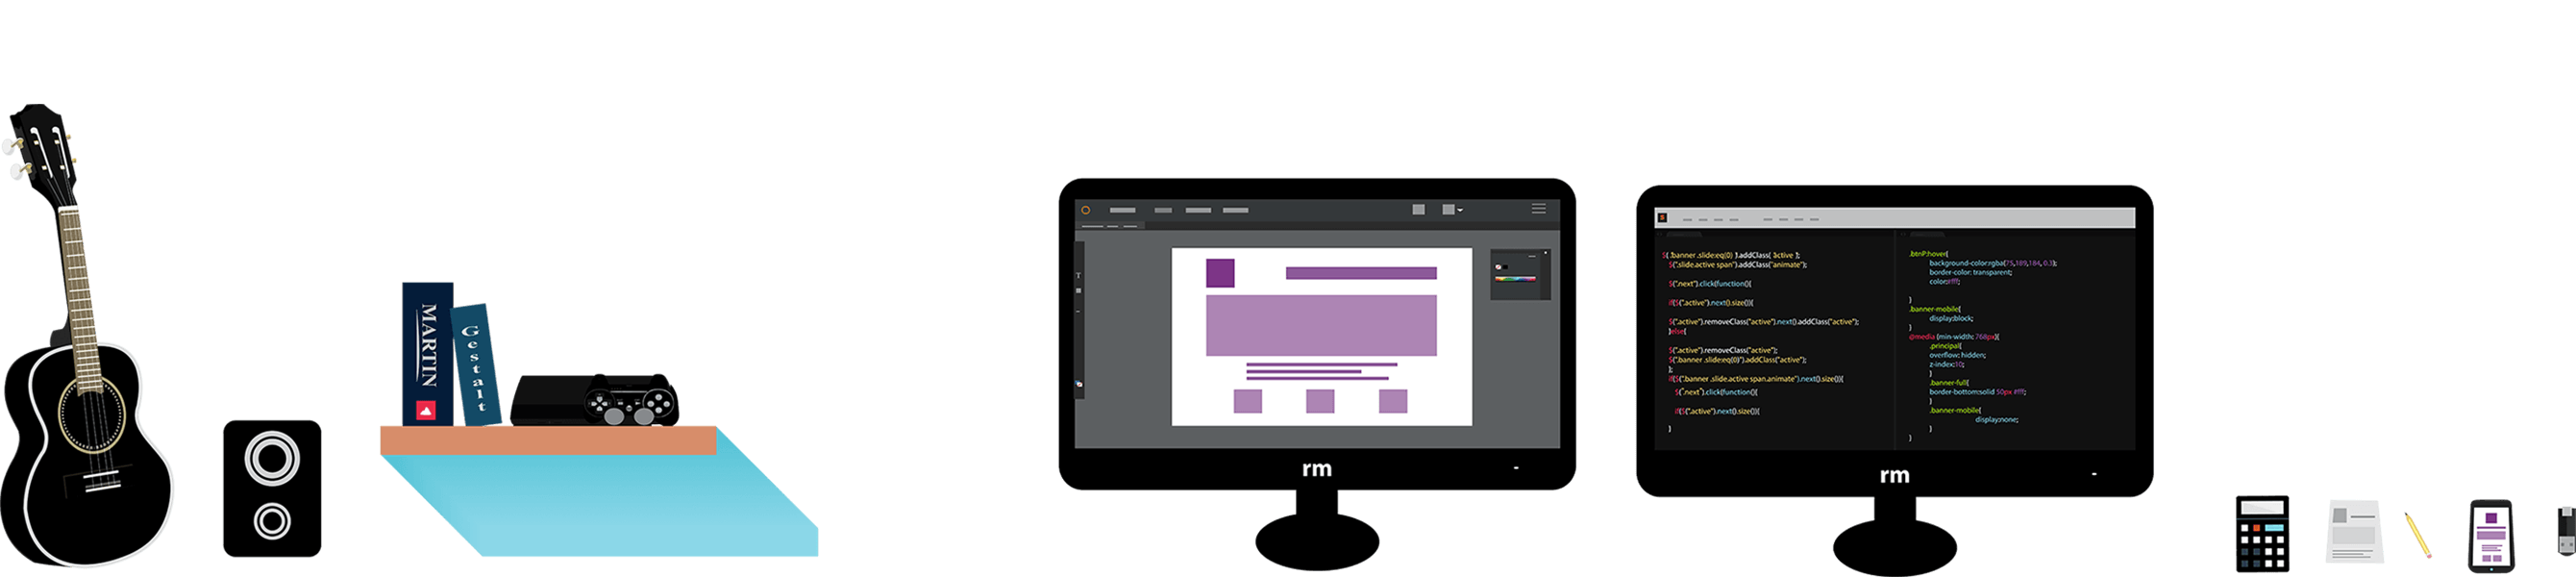 MARTIN
Gestalt
T
rm
$( '.banner .slide:eq(0) ').addClass( 'active ');
$(".slide.active span").addClass("animate");
$(".next").click(function(){
if($(".active").next().size()){
$(".active").removeClass("active").next().addClass("active");
}else{
$(".active").removeClass("active");
$(".banner .slide:eq(0)").addClass("active");
};
if($(".banner .slide.active span.animate").next().size()){
$(".next").click(function(){
if($(".active").next().size()){
}
.btnP:hover{
background-color:rgba(75,189,184, 0.1);
border-color: transparent;
color:#fff;
}
.banner-mobile{
display:block;
}
@media (min-width: 768px){
.principal{
overflow: hidden;
z-index:10;
}
.banner-full{
border-bottom:solid 50px #fff;
}
.banner-mobile{
display:none;
}
}
rm